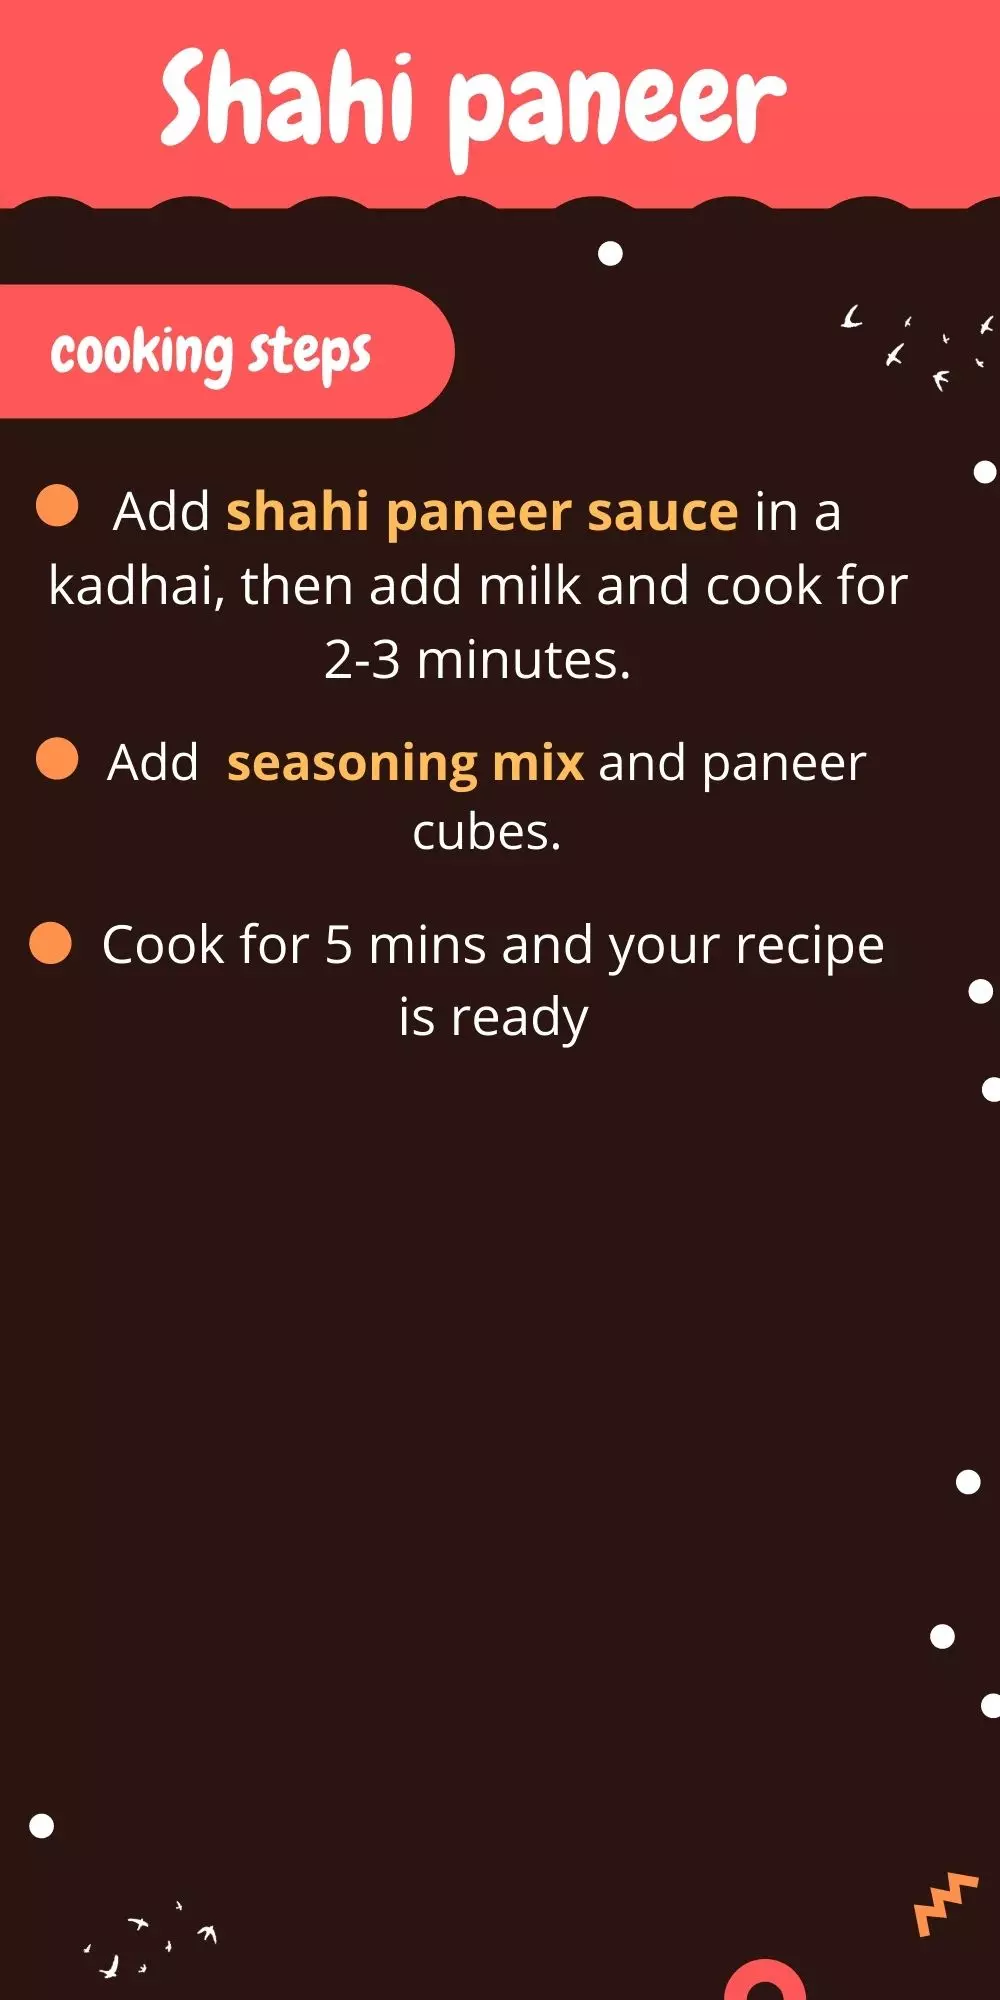 Shahi paneer
cooking steps
Add shahi paneer sauce in a
kadhai, then add milk and cook for
2-3 minutes.
Add seasoning mix and paneer
cubes.
Cook for 5 mins and your recipe
is ready